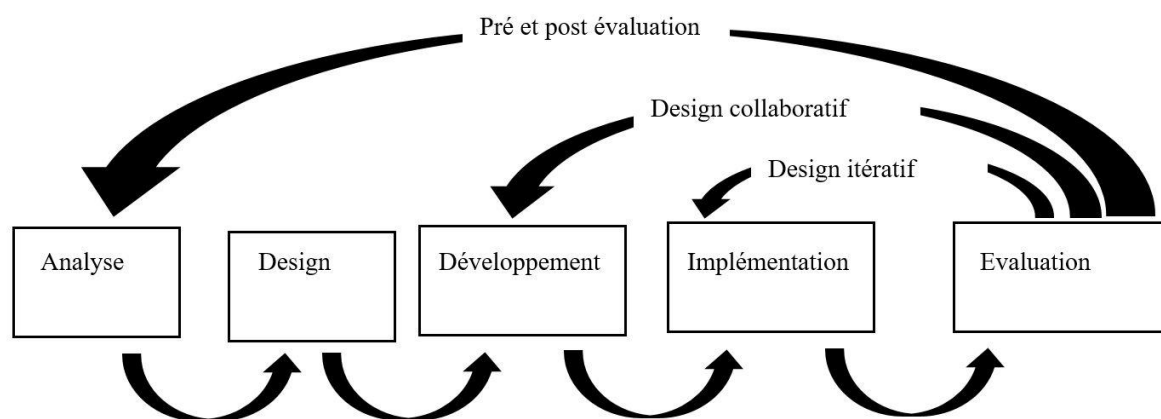 Pré et post évaluation
Design collaboratif
Design itératif
Analyse
Design
Développement
Implémentation
Evaluation